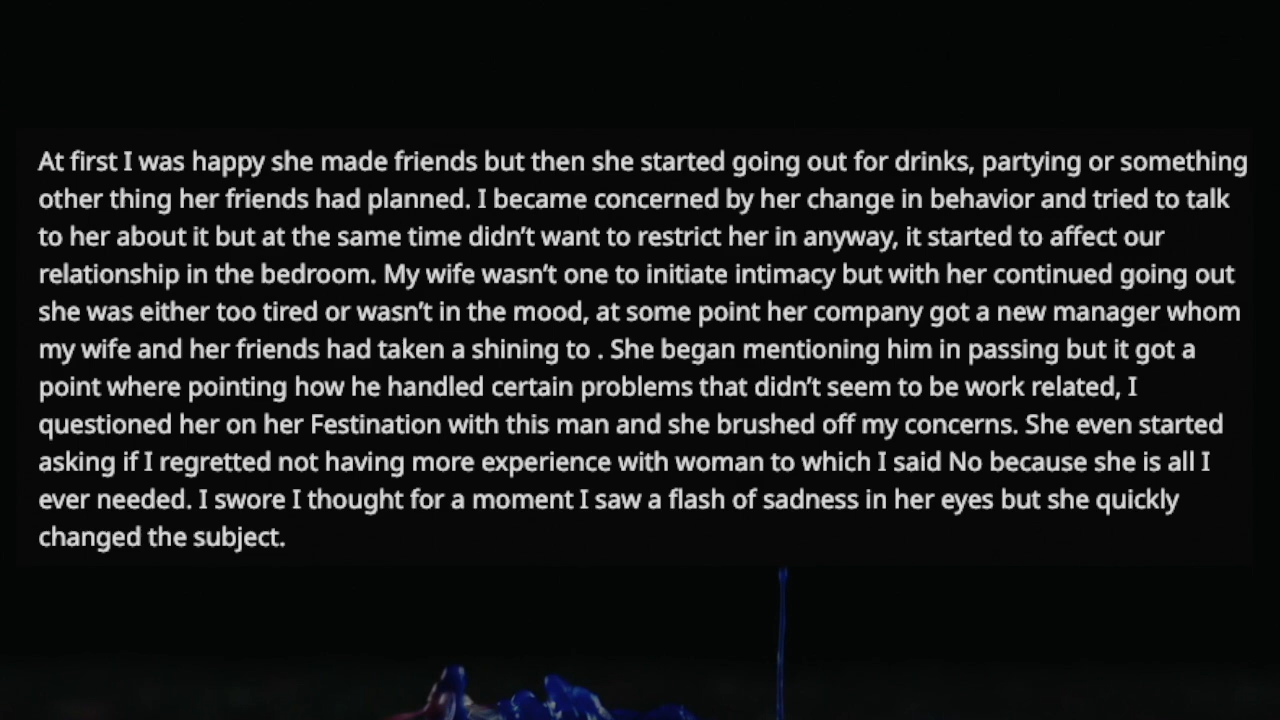 At first I was happy she made friends but then she started going out for drinks, partying or something
other thing her friends had planned. I became concerned by her change in behavior and tried to talk
to her about it but at the same time didn’t want to restrict her in anyway, it started to affect our
relationship in the bedroom. My wife wasn’t one to initiate intimacy but with her continued going out
she was either too tired or wasn’t in the mood, at some point her company got a new manager whom
my wife and her friends had taken a shining to . She began mentioning him in passing but it got a
point where pointing how he handled certain problems that didn’t seem to be work related, I
questioned her on her Festination with this man and she brushed off my concerns. She even started
asking if I regretted not having more experience with woman to which I said No because she is all I
ever needed. I swore I thought for a moment I saw a flash of sadness in her eyes but she quickly
changed the subject.